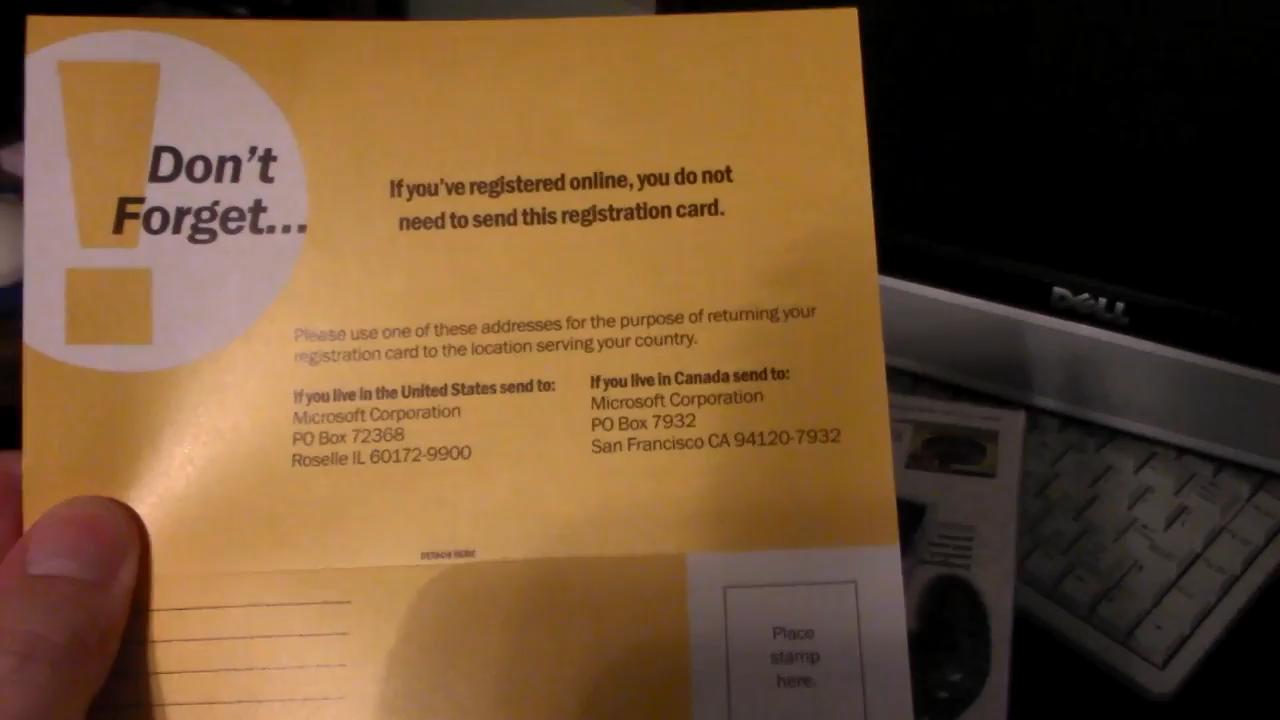 Don't
Forget...
If you've registered online, you do not
need to send this registration card.
Please use one of these addresses for the purpose of returning your
registration card to the location serving your country.
If you live in the United States send to:
Microsoft Corporation
PO Box 72368
Roselle IL 60172-9900
If you live in Canada send to:
Microsoft Corporation
PO Box 7932
San Francisco CA 94120-7932
DETACH HERE
Place
stamp
here.
DELL